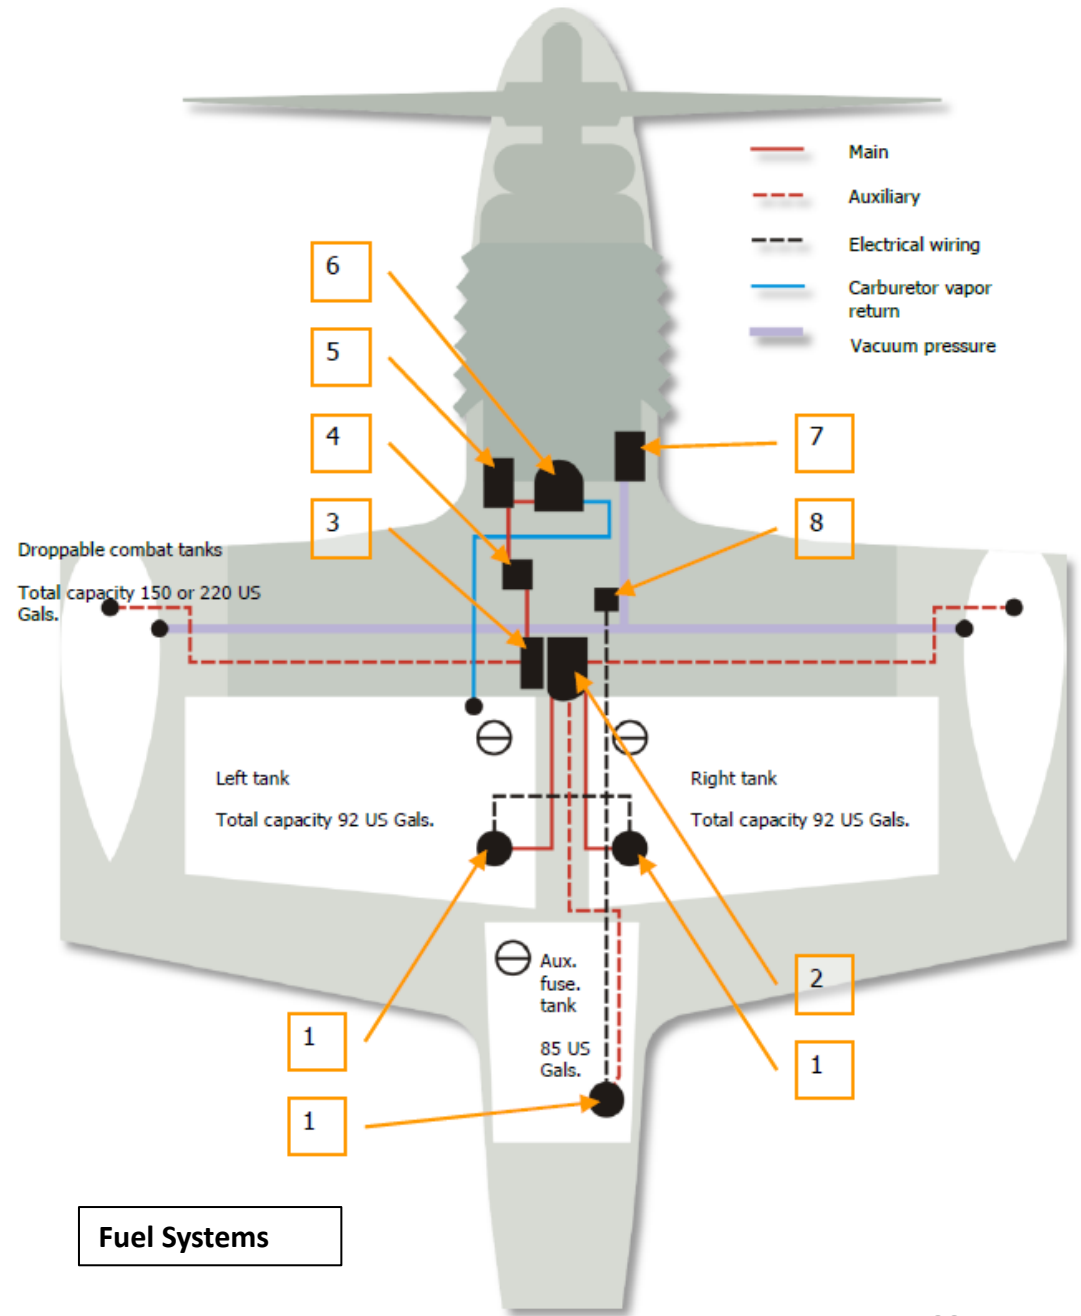 Main
Auxiliary
Electrical wiring
Carburetor vapor
return
Vacuum pressure
6
5
4
3
7
8
Droppable combat tanks
Total capacity 150 or 220 US
Gals.
Left tank
Total capacity 92 US Gals.
Right tank
Total capacity 92 US Gals.
Aux.
fuse.
tank
85 US
Gals.
2
1
1
1
Fuel Systems